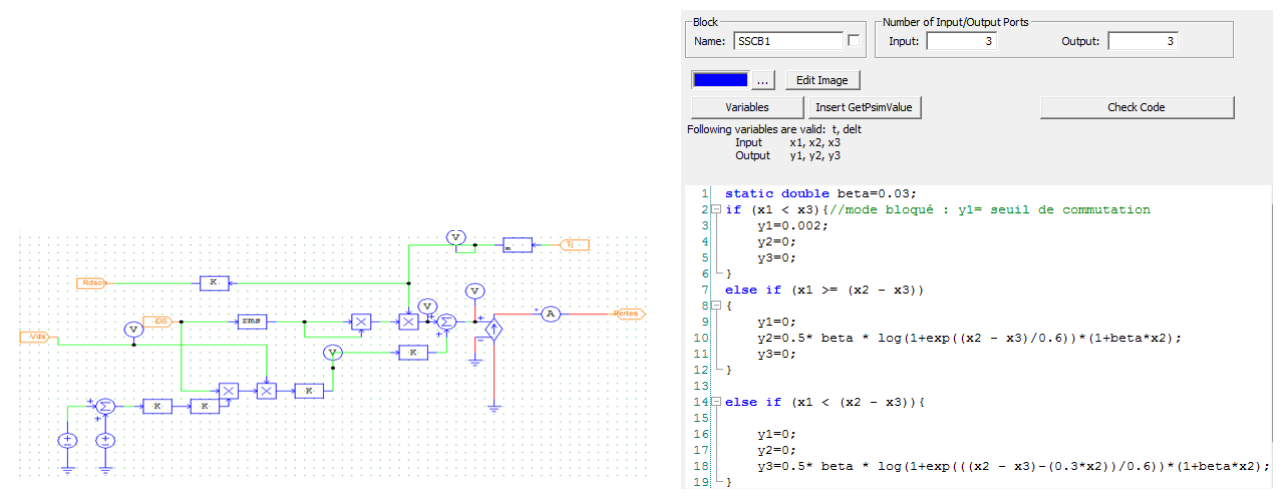 Block
Name: SSCB1
Number of Input/Output Ports
Input: 3 Output: 3
... Edit Image
Variables Insert GetPsimValue Check Code
Following variables are valid: t, delt
Input x1, x2, x3
Output y1, y2, y3
1 static double beta=0.03;
2 if (x1 < x3){//mode bloqué : y1= seuil de commutation
3 y1=0.002;
4 y2=0;
5 y3=0;
6 }
7 else if (x1 >= (x2 - x3))
8 {
9 y1=0;
10 y2=0.5* beta * log(1+exp((x2 - x3)/0.6))*(1+beta*x2);
11 y3=0;
12 }
13
14 else if (x1 < (x2 - x3)){
15
16 y1=0;
17 y2=0;
18 y3=0.5* beta * log(1+exp(((x2 - x3)-(0.3*x2))/0.6))*(1+beta*x2);
19 }
V
Tj
Rdson
K
V
V
V
IDS
rms
A
Pertes
Vds
V
K
K
K
K